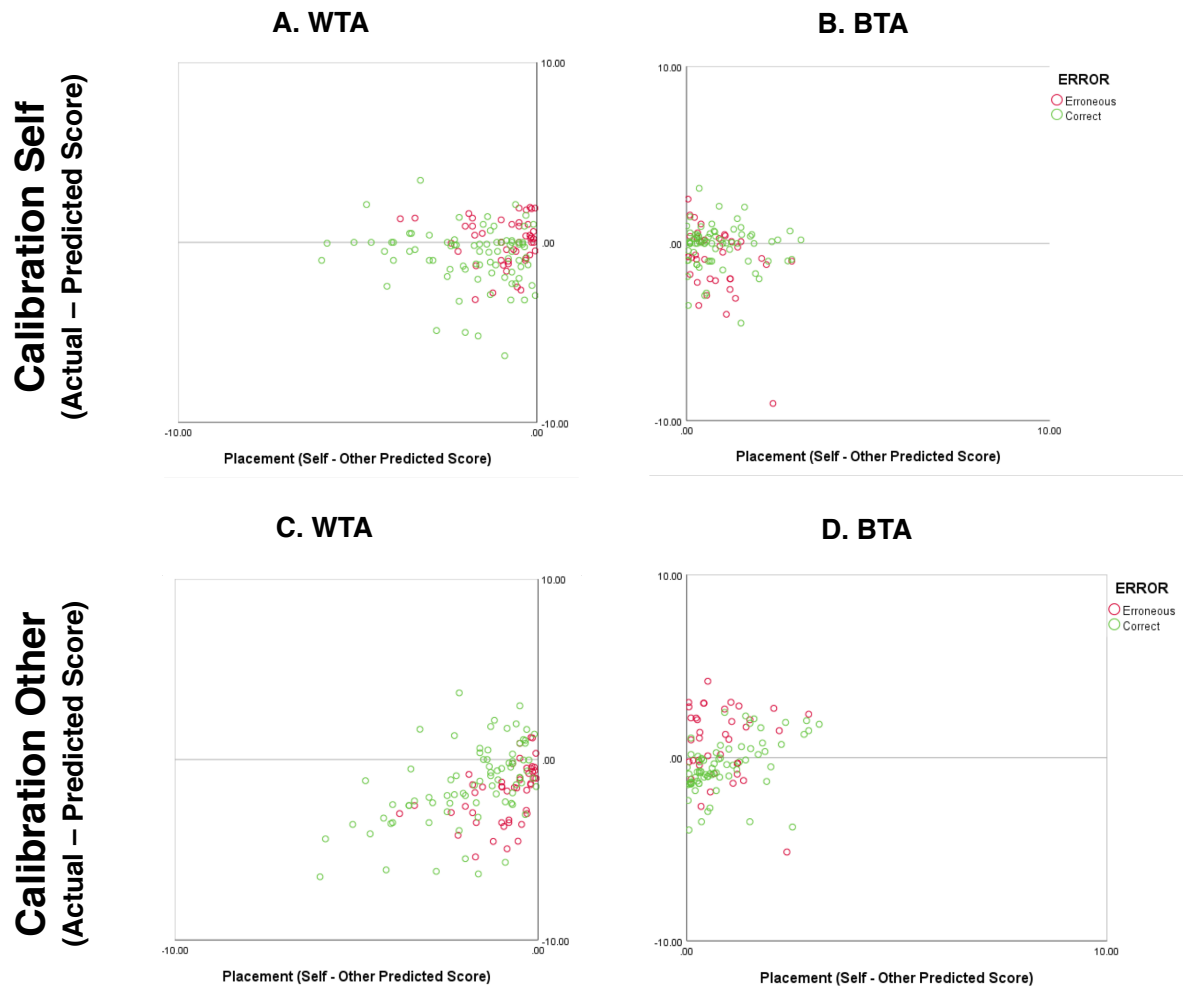 A. WTA
B. BTA
Calibration Self
(Actual – Predicted Score)
10.00
.00
-10.00
-10.00
.00
Placement (Self - Other Predicted Score)
10.00
.00
-10.00
.00
10.00
Placement (Self - Other Predicted Score)
ERROR
Erroneous
Correct
C. WTA
D. BTA
Calibration Other
(Actual – Predicted Score)
10.00
.00
-10.00
-10.00
.00
Placement (Self - Other Predicted Score)
10.00
.00
-10.00
.00
10.00
Placement (Self - Other Predicted Score)
ERROR
Erroneous
Correct